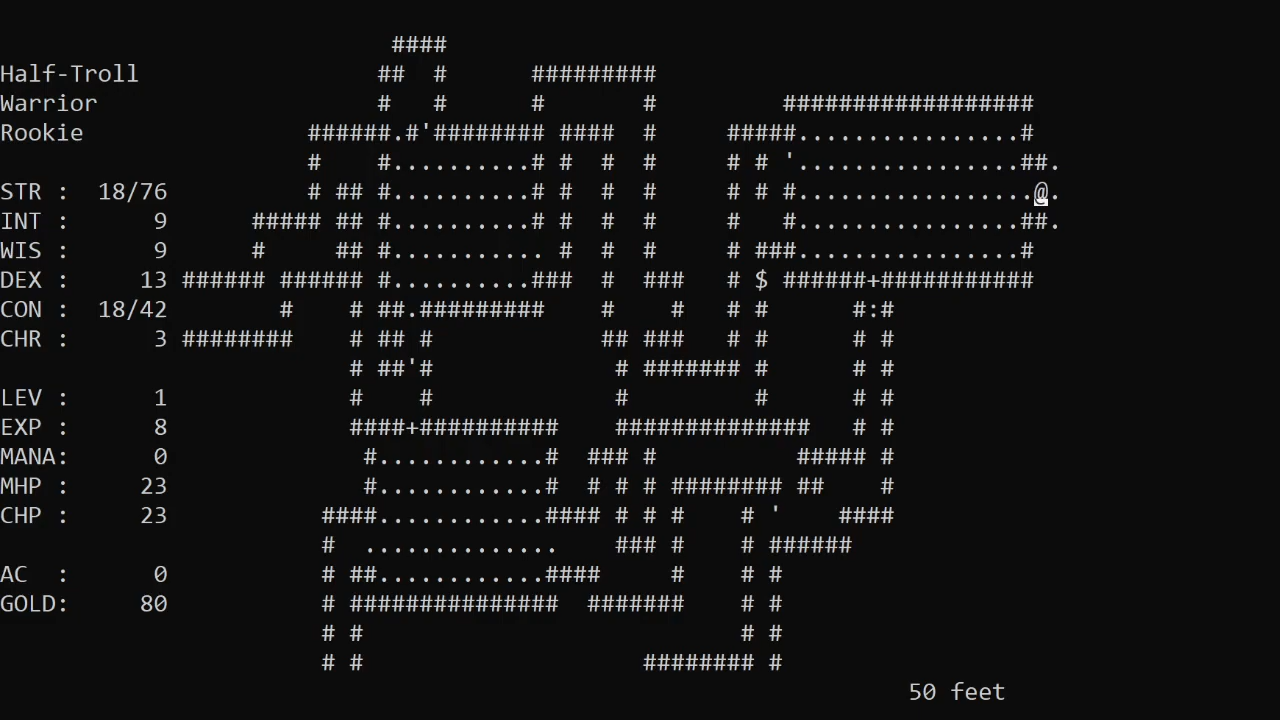 ####
Half-Troll                 ##  #      #########
Warrior                    #   #      #       #         #################
Rookie                ######.#'######## ####  #     #####...............#
                      #    #..........# #  #  #     # # '...............##.
STR :  18/76          # ## #..........# #  #  #     # # #................@.
INT :      9      ##### ## #..........# #  #  #     #   #...............##.
WIS :      9      #     ## #.......... #  #  #     # ###...............#
DEX :     13 ###### ###### #..........###  #  ###   # $ ######+###########
CON :  18/42        #    # ##.#########    #    #   # #      #:#
CHR :      3 ########    # ## #            ## ###   # #      # #
                         # ##'#             # ####### #      # #
LEV :      1             #    #             #         #      # #
EXP :      8             ####+##########    ##############   # #
MANA:      0              #............#  ### #          ##### #
MHP :     23              #............#  # # # ######## ##    #
CHP :     23           ####............#### # # #    # '    ####
                       #  ..............    ### #    # ######
AC  :      0           # ##............####     #    # #
GOLD:     80           # ###############  #######    # #
                       # #                           # #
                       # #                    ######## #
                                                                 50 feet